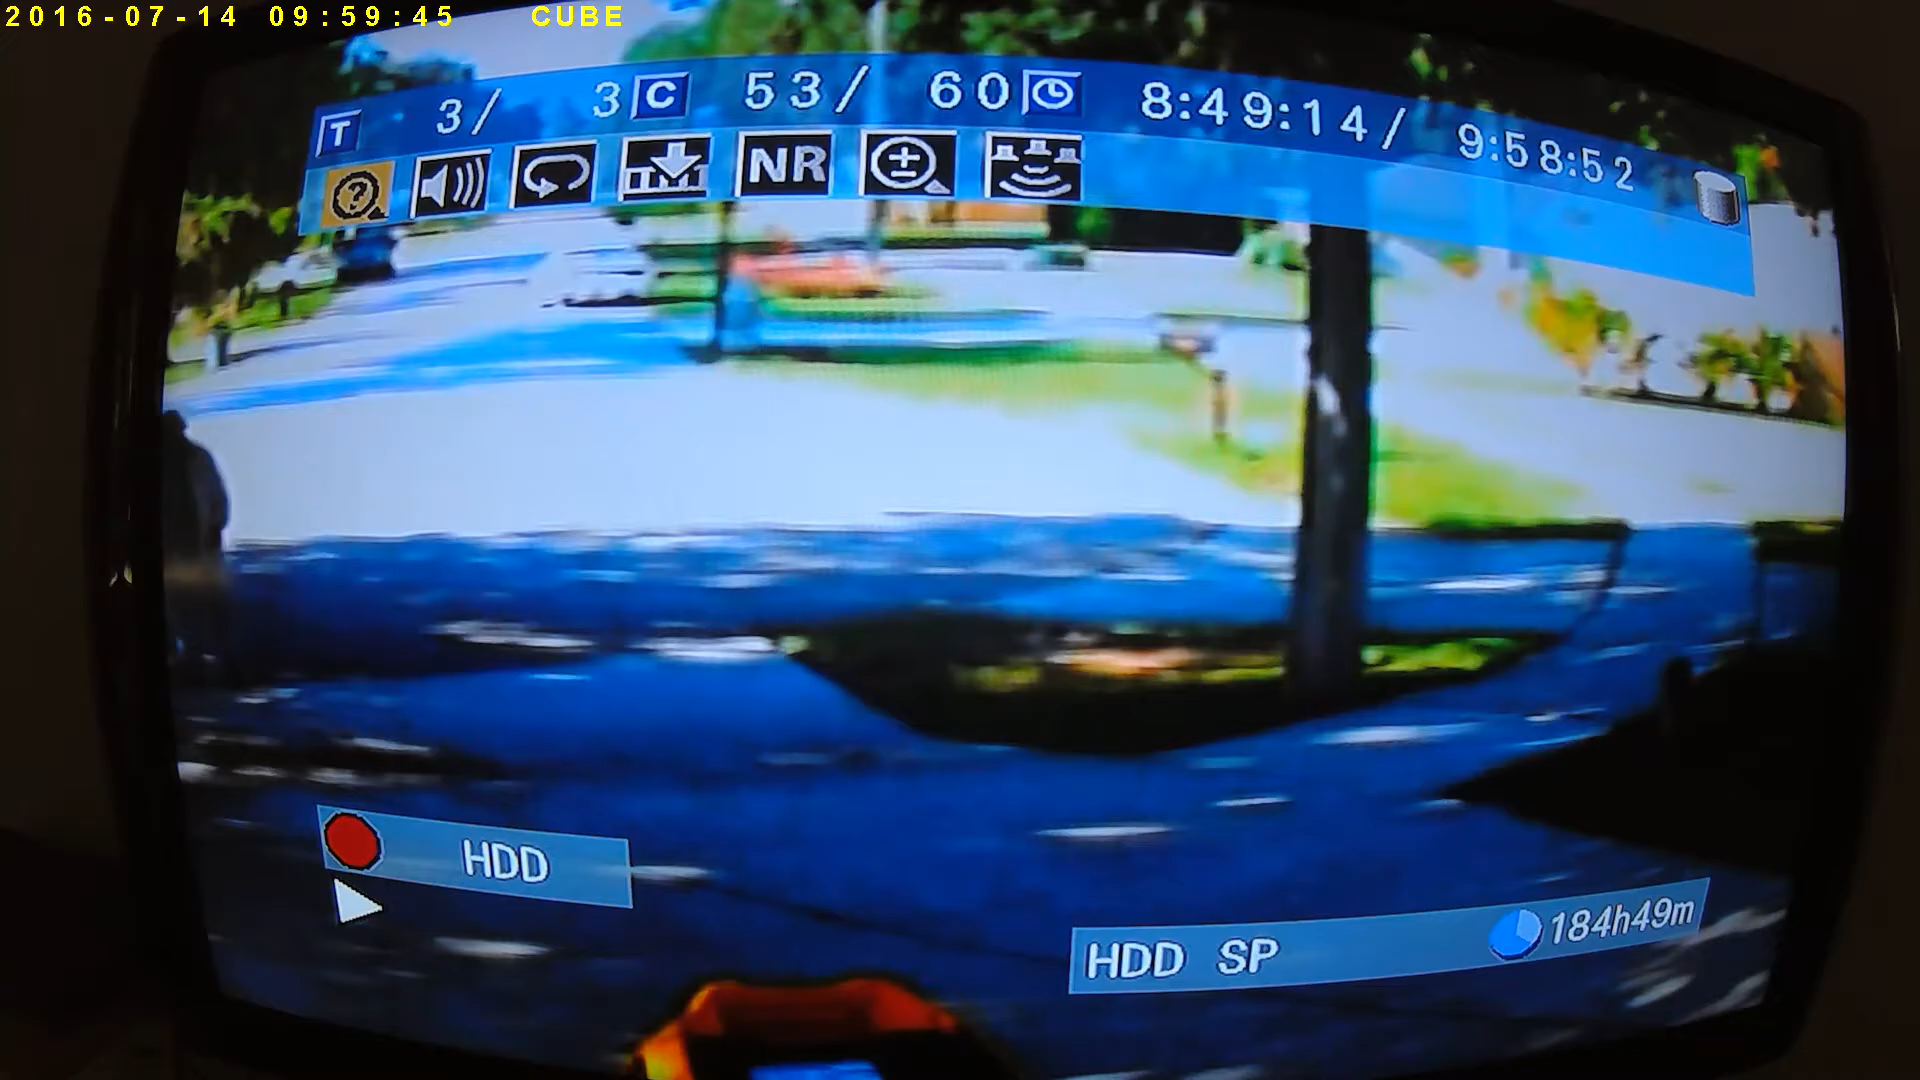 2016-07-14 09:59:45 CUBE
T 3/ 3 C 53/ 60 8:49:14/ 9:58:52
? NR ±
HDD
HDD SP 184h49m